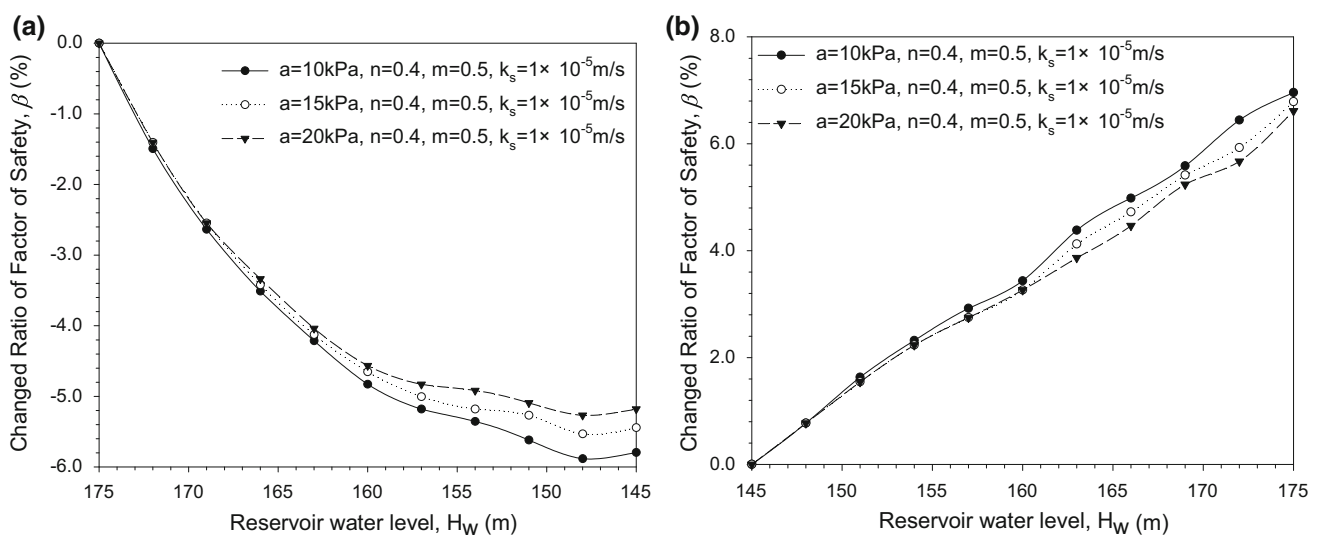 (a)
Changed Ratio of Factor of Safety, β (%)
0.0
-1.0
-2.0
-3.0
-4.0
-5.0
-6.0
a=10kPa, n=0.4, m=0.5, kₛ=1× 10⁻⁵m/s
a=15kPa, n=0.4, m=0.5, kₛ=1× 10⁻⁵m/s
a=20kPa, n=0.4, m=0.5, kₛ=1× 10⁻⁵m/s
175 170 165 160 155 150 145
Reservoir water level, H_W (m)
(b)
Changed Ratio of Factor of Safety, β (%)
8.0
6.0
4.0
2.0
0.0
a=10kPa, n=0.4, m=0.5, kₛ=1× 10⁻⁵m/s
a=15kPa, n=0.4, m=0.5, kₛ=1× 10⁻⁵m/s
a=20kPa, n=0.4, m=0.5, kₛ=1× 10⁻⁵m/s
145 150 155 160 165 170 175
Reservoir water level, H_W (m)